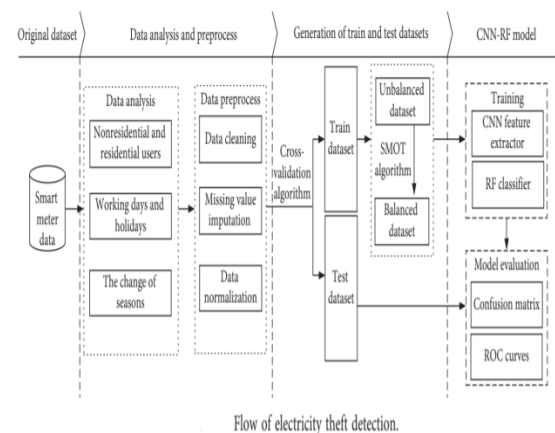 Original dataset
Data analysis and preprocess
Generation of train and test datasets
CNN-RF model
Smart
meter
data
Data analysis
Nonresidential and
residential users
Working days and
holidays
The change of
seasons
Data preprocess
Data cleaning
Missing value
imputation
Data
normalization
Cross-
validation
algorithm
Train
dataset
Test
dataset
Unbalanced
dataset
SMOT
algorithm
Balanced
dataset
Training
CNN feature
extractor
RF classifier
Model evaluation
Confusion matrix
ROC curves
Flow of electricity theft detection.